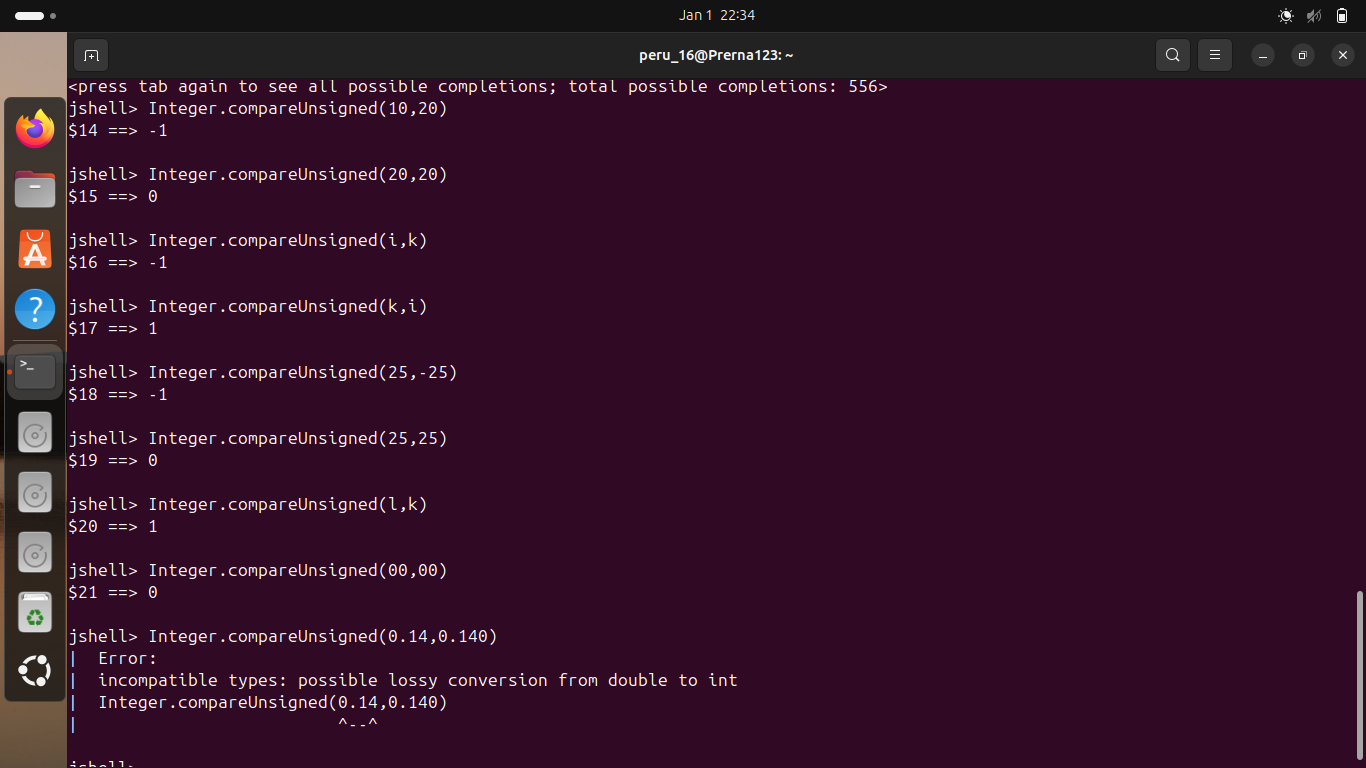 Jan 1 22:34
peru_16@Prerna123: ~
<press tab again to see all possible completions; total possible completions: 556>
jshell> Integer.compareUnsigned(10,20)
$14 ==> -1
jshell> Integer.compareUnsigned(20,20)
$15 ==> 0
jshell> Integer.compareUnsigned(i,k)
$16 ==> -1
jshell> Integer.compareUnsigned(k,i)
$17 ==> 1
jshell> Integer.compareUnsigned(25,-25)
$18 ==> -1
jshell> Integer.compareUnsigned(25,25)
$19 ==> 0
jshell> Integer.compareUnsigned(l,k)
$20 ==> 1
jshell> Integer.compareUnsigned(00,00)
$21 ==> 0
jshell> Integer.compareUnsigned(0.14,0.140)
|  Error:
|  incompatible types: possible lossy conversion from double to int
|  Integer.compareUnsigned(0.14,0.140)
|                          ^--^
jshell>